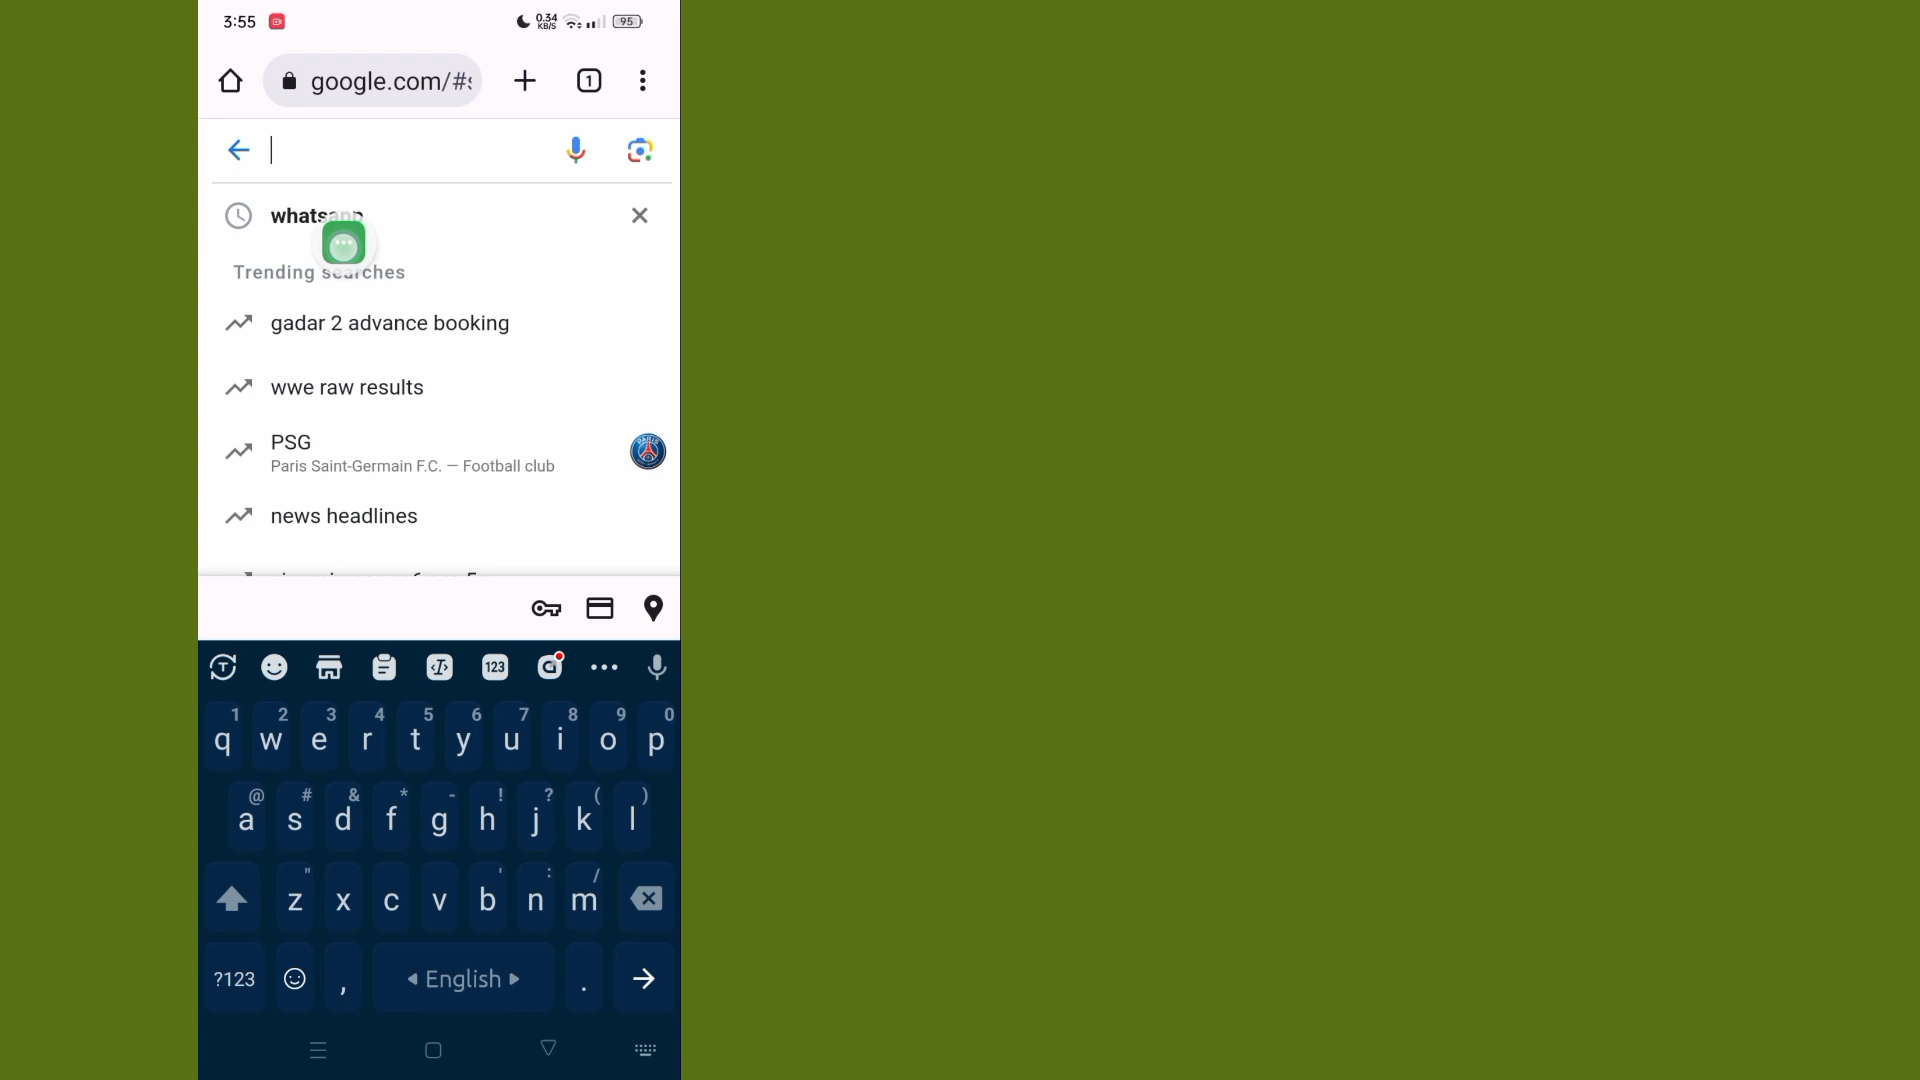 3:55 0.34 KB/S 95
google.com/#
1
whatsapp
Trending searches
gadar 2 advance booking
wwe raw results
PSG
Paris Saint-Germain F.C. — Football club
news headlines
123
1 2 3 4 5 6 7 8 9 0
q w e r t y u i o p
@ # & * - ! ? ( )
a s d f g h j k l
" ' : /
z x c v b n m
?123 , English .